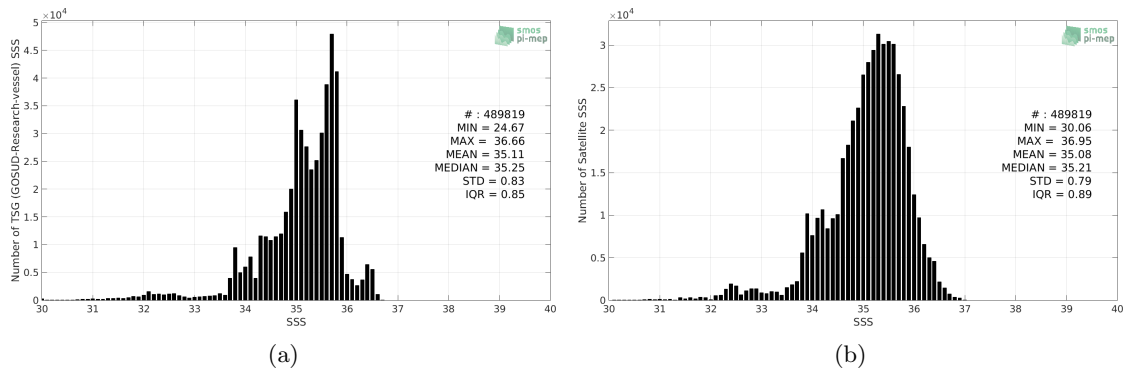 ×10⁴
5
4.5
4
3.5
3
2.5
2
1.5
1
0.5
0
30 31 32 33 34 35 36 37 38 39 40
SSS
Number of TSG (GOSUD-Research-vessel) SSS
smos
pi-mep
# : 489819
MIN = 24.67
MAX = 36.66
MEAN = 35.11
MEDIAN = 35.25
STD = 0.83
IQR = 0.85
(a)
×10⁴
3
2.5
2
1.5
1
0.5
0
30 31 32 33 34 35 36 37 38 39 40
SSS
Number of Satellite SSS
smos
pi-mep
# : 489819
MIN = 30.06
MAX = 36.95
MEAN = 35.08
MEDIAN = 35.21
STD = 0.79
IQR = 0.89
(b)